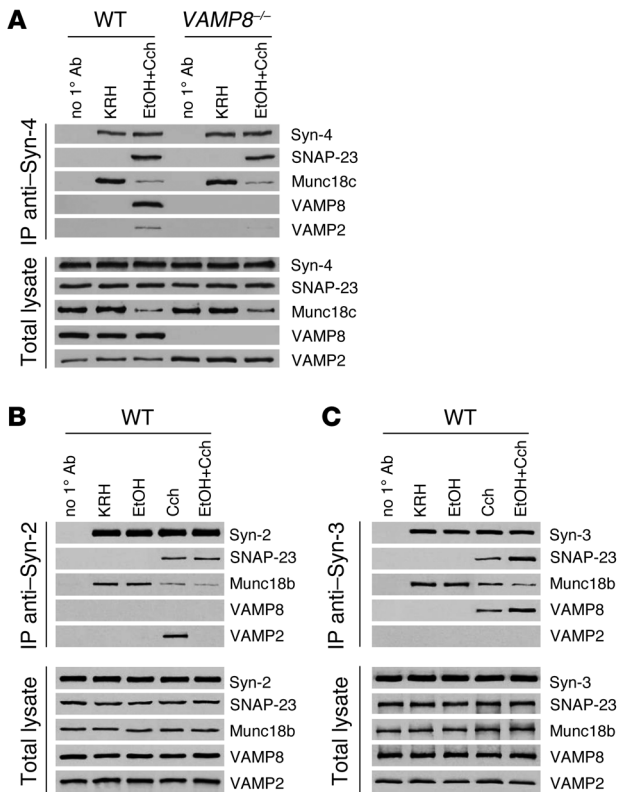 A
WT VAMP8–/–
no 1° Ab KRH EtOH+Cch no 1° Ab KRH EtOH+Cch
IP anti–Syn-4
Syn-4
SNAP-23
Munc18c
VAMP8
VAMP2
Total lysate
Syn-4
SNAP-23
Munc18c
VAMP8
VAMP2
B
WT
no 1° Ab KRH EtOH Cch EtOH+Cch
IP anti–Syn-2
Syn-2
SNAP-23
Munc18b
VAMP8
VAMP2
Total lysate
Syn-2
SNAP-23
Munc18b
VAMP8
VAMP2
C
WT
no 1° Ab KRH EtOH Cch EtOH+Cch
IP anti–Syn-3
Syn-3
SNAP-23
Munc18b
VAMP8
VAMP2
Total lysate
Syn-3
SNAP-23
Munc18b
VAMP8
VAMP2